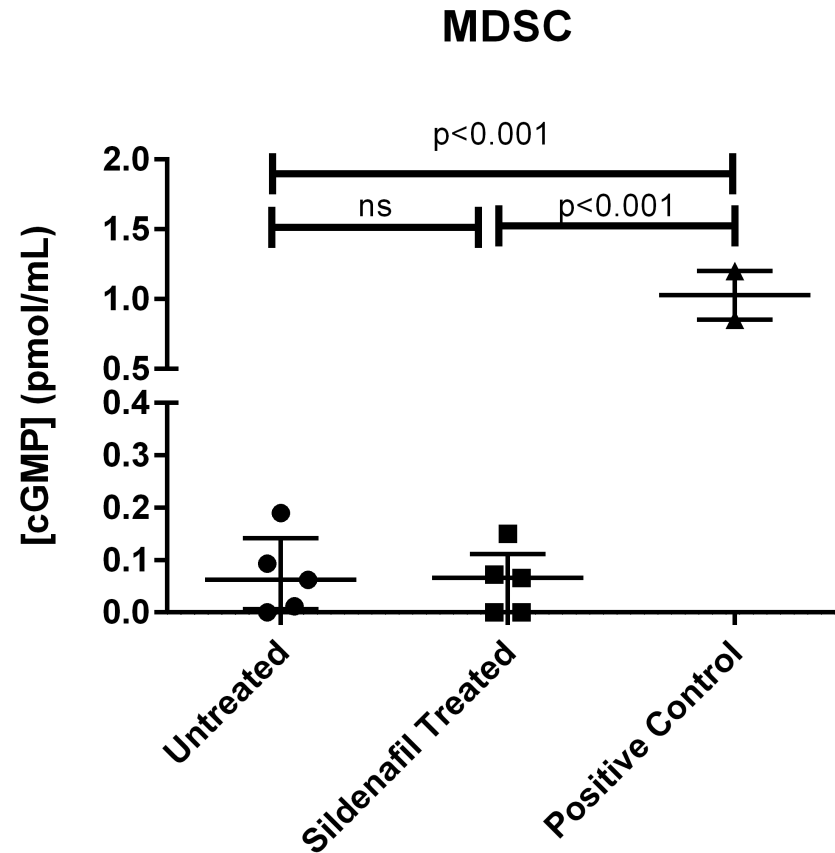 MDSC
p<0.001
ns
p<0.001
[cGMP] (pmol/mL)
2.0
1.5
1.0
0.5
0.4
0.3
0.2
0.1
0.0
Untreated
Sildenafil Treated
Positive Control